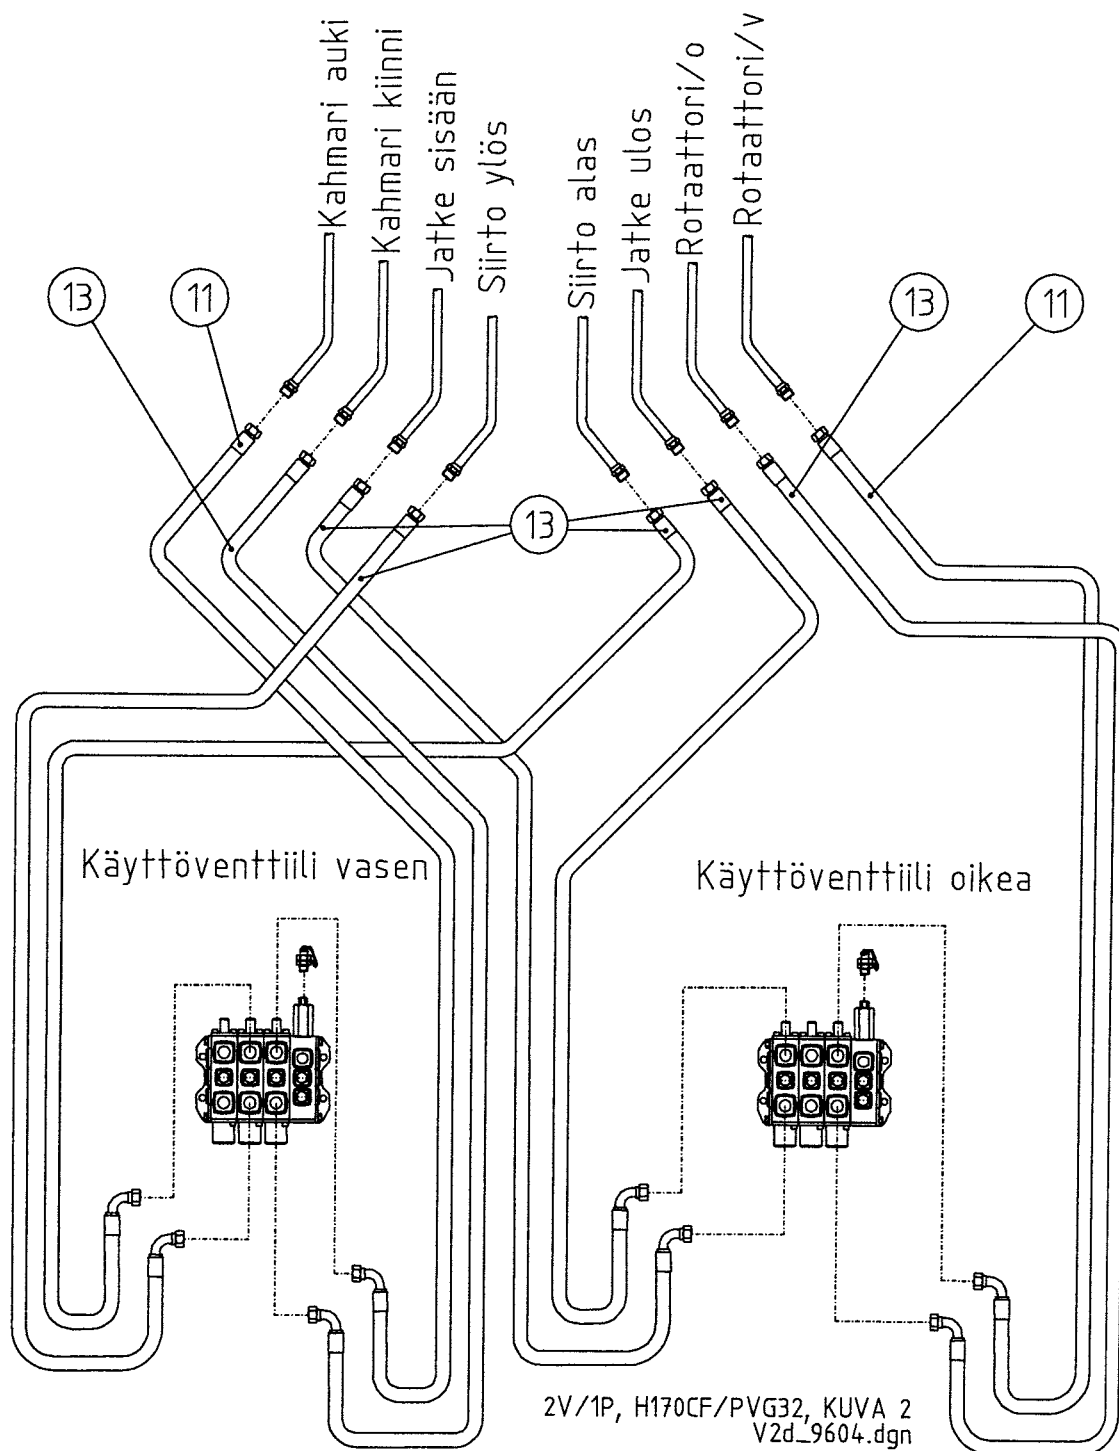 Kahmari auki
Kahmari kiinni
Jatke sisään
Siirto ylös
Siirto alas
Jatke ulos
Rotaattori/o
Rotaattori/v
13
11
13
11
13
Käyttöventtiili vasen
Käyttöventtiili oikea
2V/1P, H170CF/PVG32, KUVA 2
V2d_9604.dgn